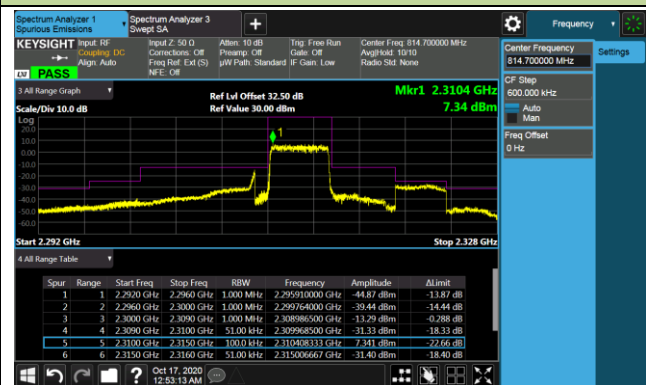 Spectrum Analyzer 1
Spurious Emissions
Spectrum Analyzer 3
Swept SA
Frequency
KEYSIGHT
Input: RF
Coupling: DC
Align: Auto
Input Z: 50 Ω
Corrections: Off
Freq Ref: Ext (S)
NFE: Off
Atten: 10 dB
Preamp: Off
µW Path: Standard
Trig: Free Run
Gate: Off
IF Gain: Low
Center Freq: 814.700000 MHz
Avg|Hold: 10/10
Radio Std: None
LXI PASS
Center Frequency
814.700000 MHz
Settings
CF Step
600.000 kHz
Auto
Man
Freq Offset
0 Hz
3 All Range Graph
Scale/Div 10.0 dB
Ref Lvl Offset 32.50 dB
Ref Value 30.00 dBm
Mkr1 2.3104 GHz
7.34 dBm
Log
20.0
10.0
0.00
-10.0
-20.0
-30.0
-40.0
-50.0
-60.0
1
Start 2.292 GHz
Stop 2.328 GHz
4 All Range Table
Spur Range Start Freq Stop Freq RBW Frequency Amplitude ΔLimit
1 1 2.2920 GHz 2.2960 GHz 1.000 MHz 2.295910000 GHz -44.87 dBm -13.87 dB
2 2 2.2960 GHz 2.3000 GHz 1.000 MHz 2.299764000 GHz -39.44 dBm -14.44 dB
3 3 2.3000 GHz 2.3090 GHz 1.000 MHz 2.308986500 GHz -13.29 dBm -0.288 dB
4 4 2.3090 GHz 2.3100 GHz 51.00 kHz 2.309968500 GHz -31.33 dBm -18.33 dB
5 5 2.3100 GHz 2.3150 GHz 100.0 kHz 2.310408333 GHz 7.341 dBm -22.66 dB
6 6 2.3150 GHz 2.3160 GHz 51.00 kHz 2.315006667 GHz -31.40 dBm -18.40 dB
?
Oct 17, 2020
12:53:13 AM